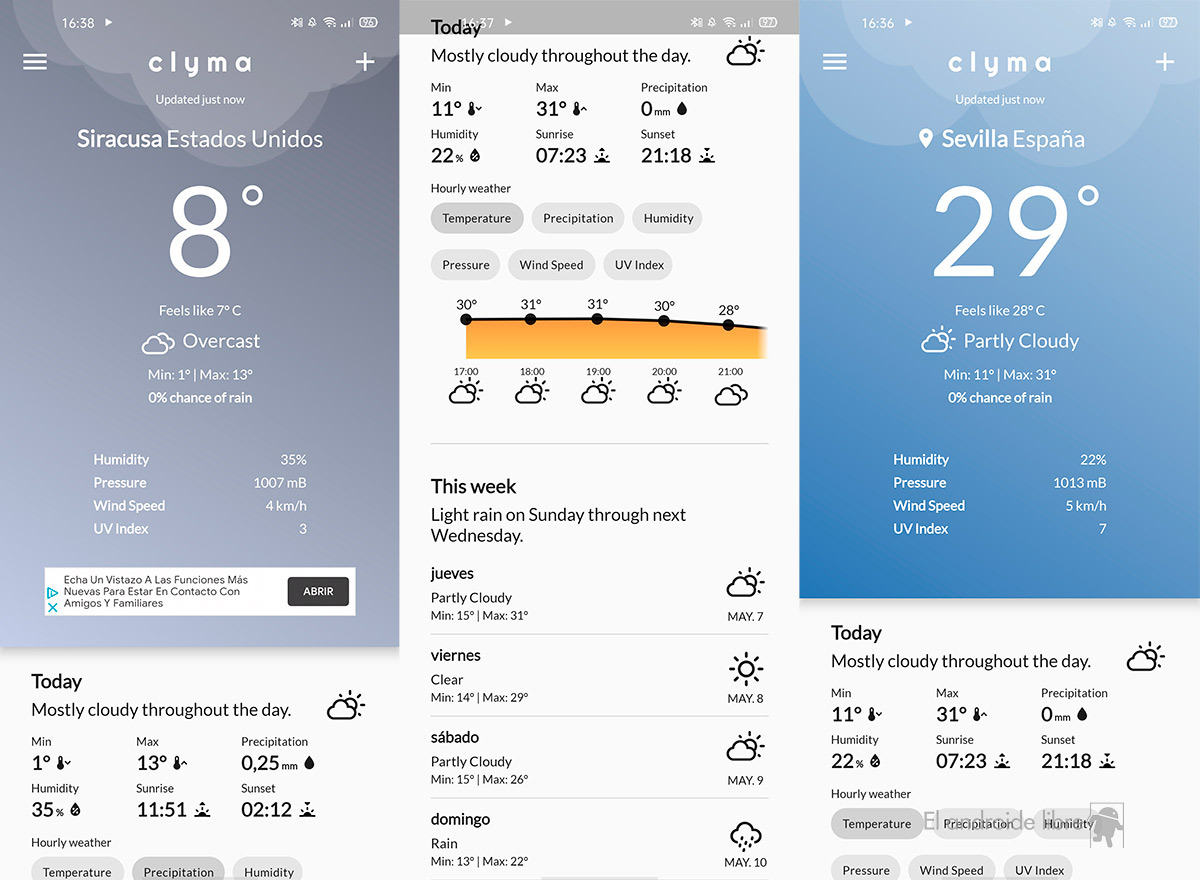 16:38
96
clyma
Updated just now
Siracusa Estados Unidos
8°
Feels like 7° C
Overcast
Min: 1° | Max: 13°
0% chance of rain
Humidity 35%
Pressure 1007 mB
Wind Speed 4 km/h
UV Index 3
Echa Un Vistazo A Las Funciones Más
Nuevas Para Estar En Contacto Con
Amigos Y Familiares
ABRIR
Today
Mostly cloudy throughout the day.
Min Max Precipitation
1° 13° 0,25 mm
Humidity Sunrise Sunset
35% 11:51 02:12
Hourly weather
Temperature Precipitation Humidity
16:37
97
Today
Mostly cloudy throughout the day.
Min Max Precipitation
11° 31° 0 mm
Humidity Sunrise Sunset
22% 07:23 21:18
Hourly weather
Temperature Precipitation Humidity
Pressure Wind Speed UV Index
30° 31° 31° 30° 28°
17:00 18:00 19:00 20:00 21:00
This week
Light rain on Sunday through next
Wednesday.
jueves
Partly Cloudy
Min: 15° | Max: 31°
MAY. 7
viernes
Clear
Min: 14° | Max: 29°
MAY. 8
sábado
Partly Cloudy
Min: 15° | Max: 26°
MAY. 9
domingo
Rain
Min: 13° | Max: 22°
MAY. 10
16:36
97
clyma
Updated just now
Sevilla España
29°
Feels like 28° C
Partly Cloudy
Min: 11° | Max: 31°
0% chance of rain
Humidity 22%
Pressure 1013 mB
Wind Speed 5 km/h
UV Index 7
Today
Mostly cloudy throughout the day.
Min Max Precipitation
11° 31° 0 mm
Humidity Sunrise Sunset
22% 07:23 21:18
Hourly weather
Temperature Precipitation Humidity
El androide libre
Pressure Wind Speed UV Index